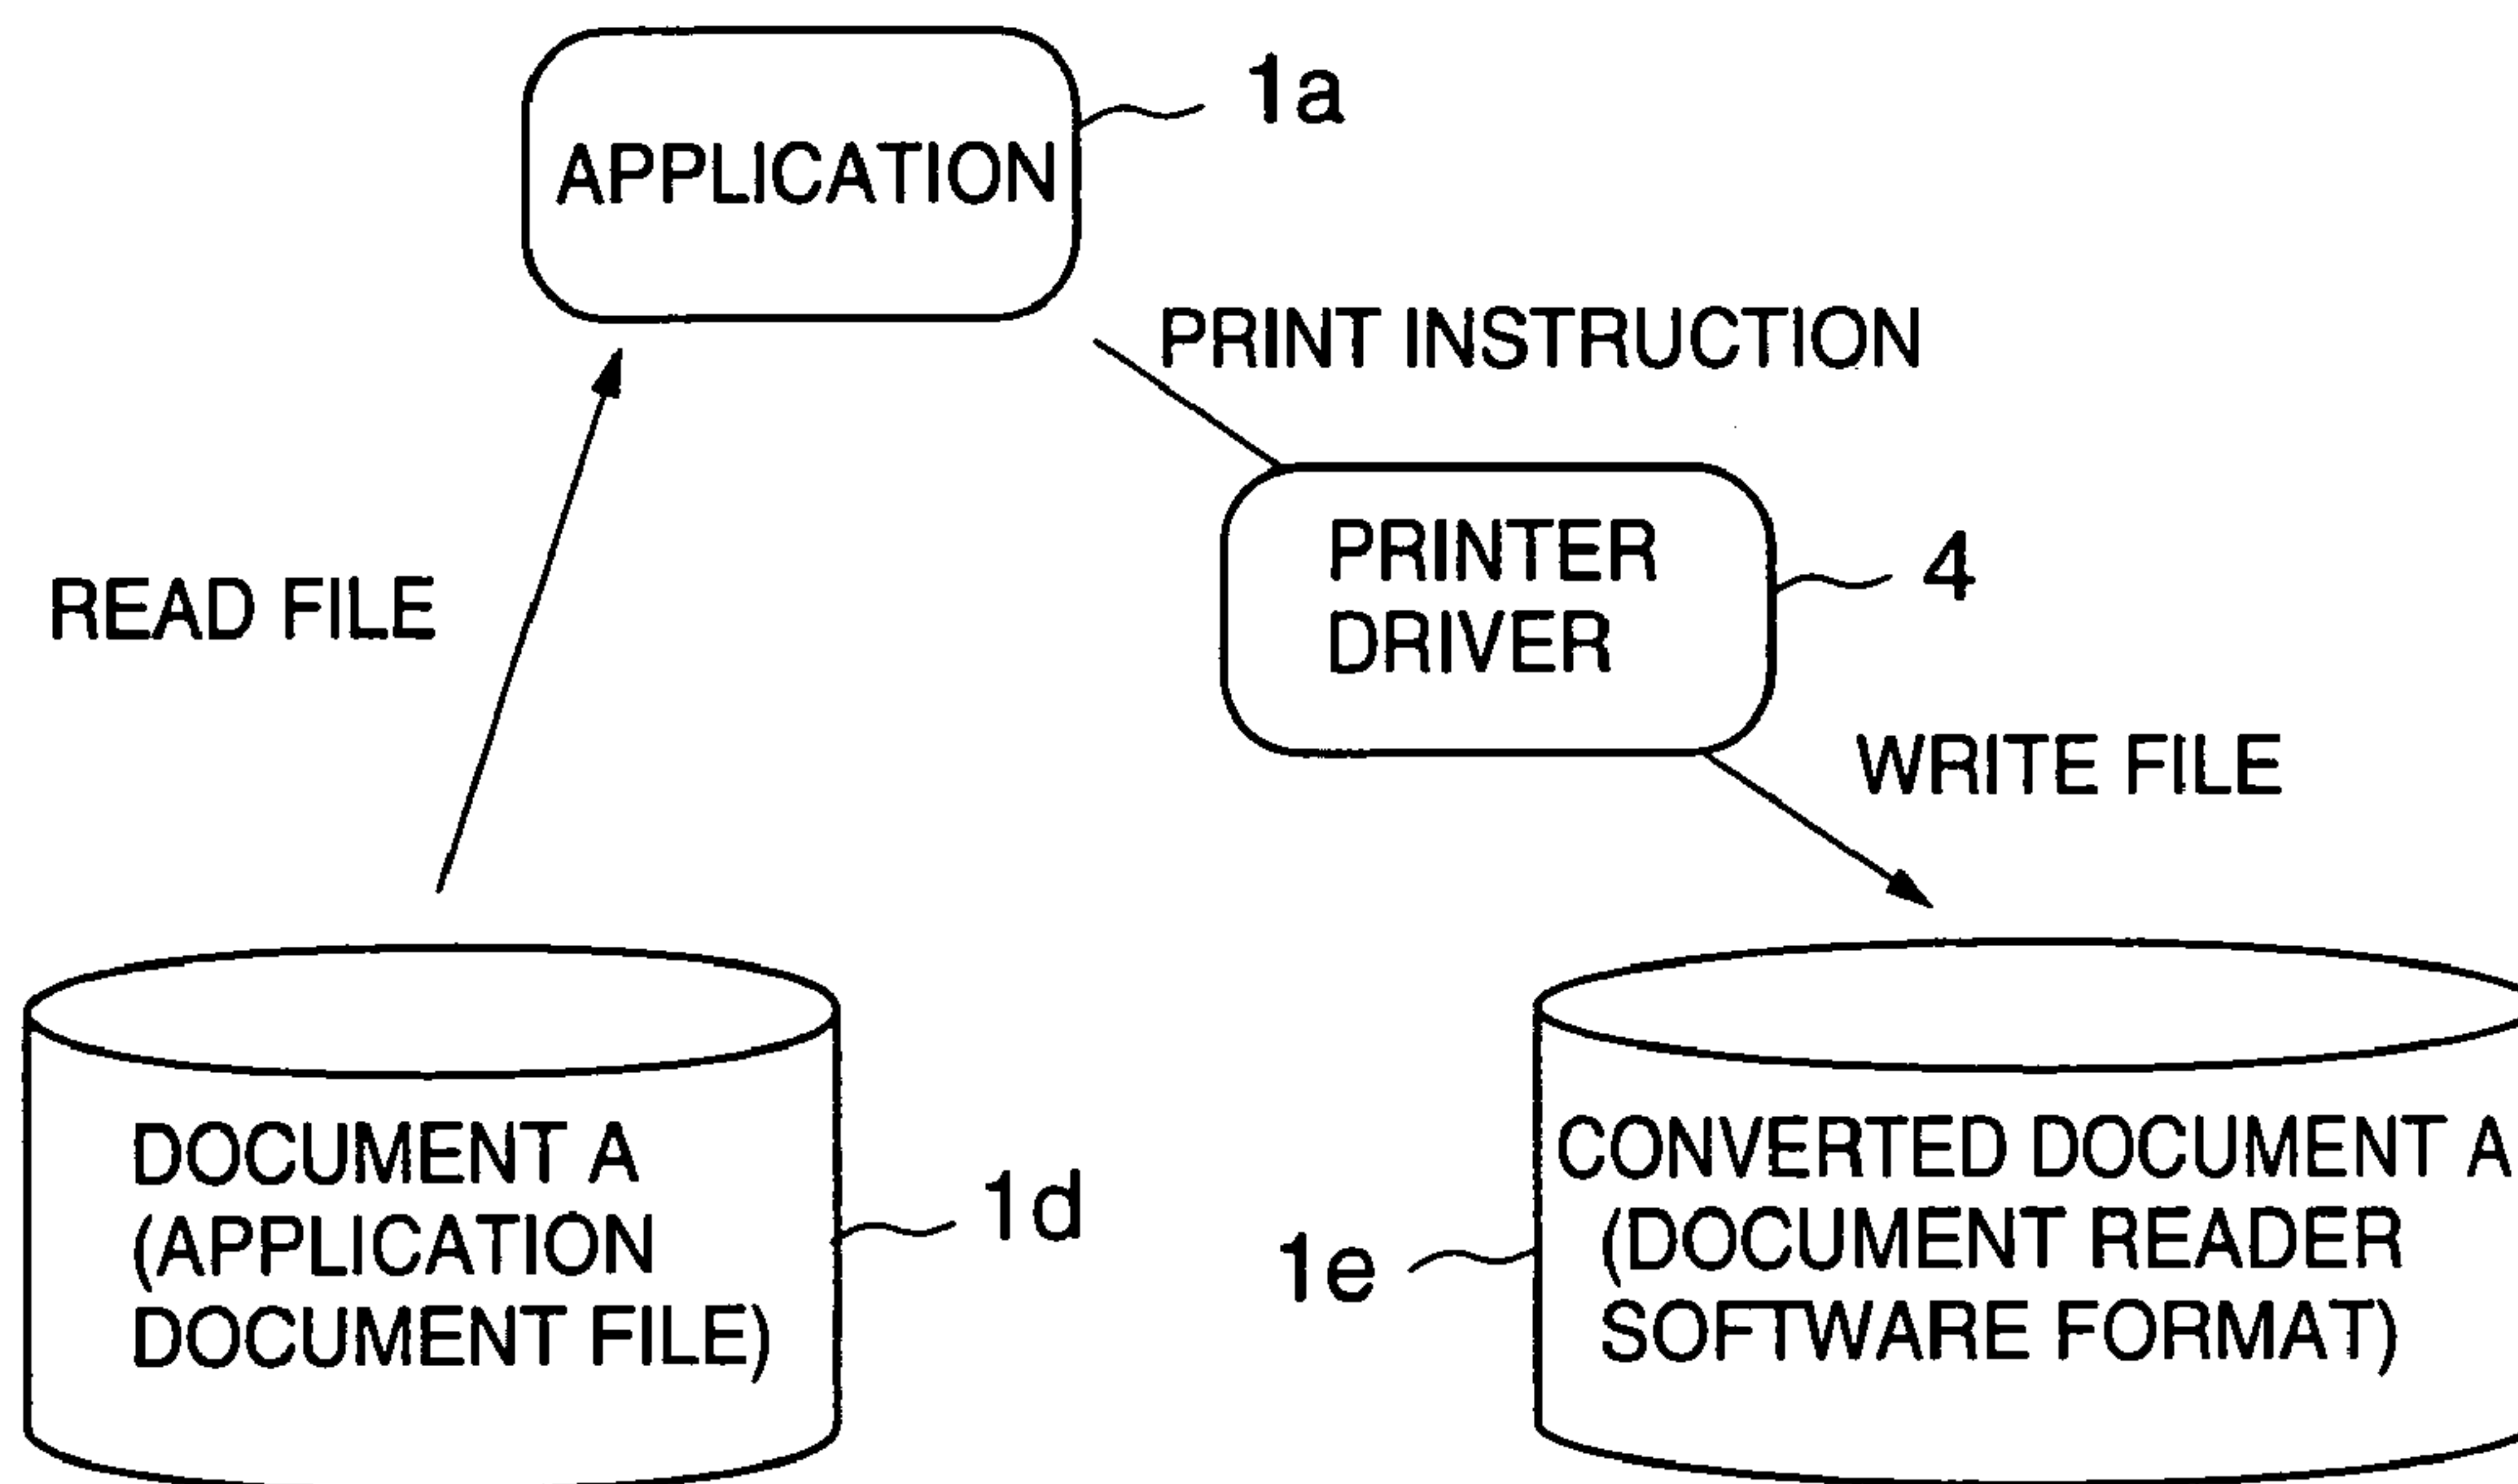 1a
APPLICATION
PRINT INSTRUCTION
PRINTER
DRIVER
4
READ FILE
WRITE FILE
DOCUMENT A
(APPLICATION
DOCUMENT FILE)
1d
1e
CONVERTED DOCUMENT A
(DOCUMENT READER
SOFTWARE FORMAT)